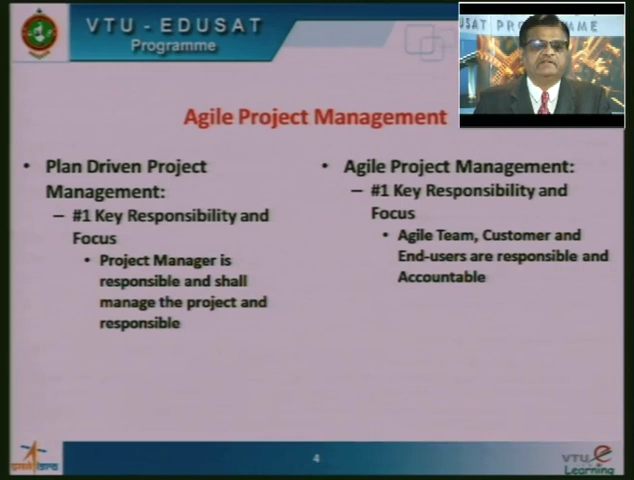 VTU - EDUSAT
Programme
USAT PROGRAMME
Agile Project Management
• Plan Driven Project
Management:
– #1 Key Responsibility and
Focus
• Project Manager is
responsible and shall
manage the project and
responsible
• Agile Project Management:
– #1 Key Responsibility and
Focus
• Agile Team, Customer and
End-users are responsible and
Accountable
4
VTU e
Learning